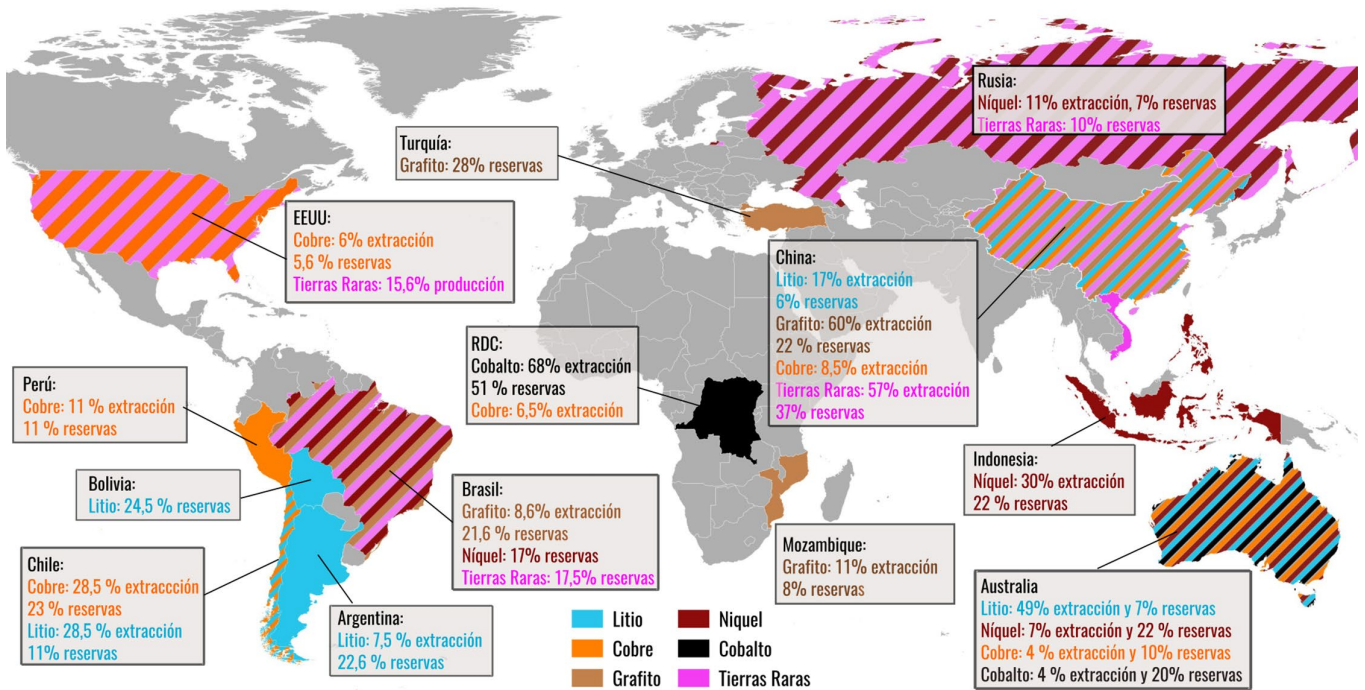 Rusia:
Níquel: 11% extracción, 7% reservas
Tierras Raras: 10% reservas
Turquía:
Grafito: 28% reservas
EEUU:
Cobre: 6% extracción
5,6 % reservas
Tierras Raras: 15,6% producción
China:
Litio: 17% extracción
6% reservas
Grafito: 60% extracción
22 % reservas
Cobre: 8,5% extracción
Tierras Raras: 57% extracción
37% reservas
RDC:
Cobalto: 68% extracción
51 % reservas
Cobre: 6,5% extracción
Perú:
Cobre: 11 % extracción
11 % reservas
Bolivia:
Litio: 24,5 % reservas
Brasil:
Grafito: 8,6% extracción
21,6 % reservas
Níquel: 17% reservas
Tierras Raras: 17,5% reservas
Indonesia:
Níquel: 30% extracción
22 % reservas
Mozambique:
Grafito: 11% extracción
8% reservas
Chile:
Cobre: 28,5 % extraccción
23 % reservas
Litio: 28,5 % extracción
11% reservas
Argentina:
Litio: 7,5 % extracción
22,6 % reservas
Australia
Litio: 49% extracción y 7% reservas
Níquel: 7% extracción y 22 % reservas
Cobre: 4 % extracción y 10% reservas
Cobalto: 4 % extracción y 20% reservas
Litio
Cobre
Grafito
Niquel
Cobalto
Tierras Raras